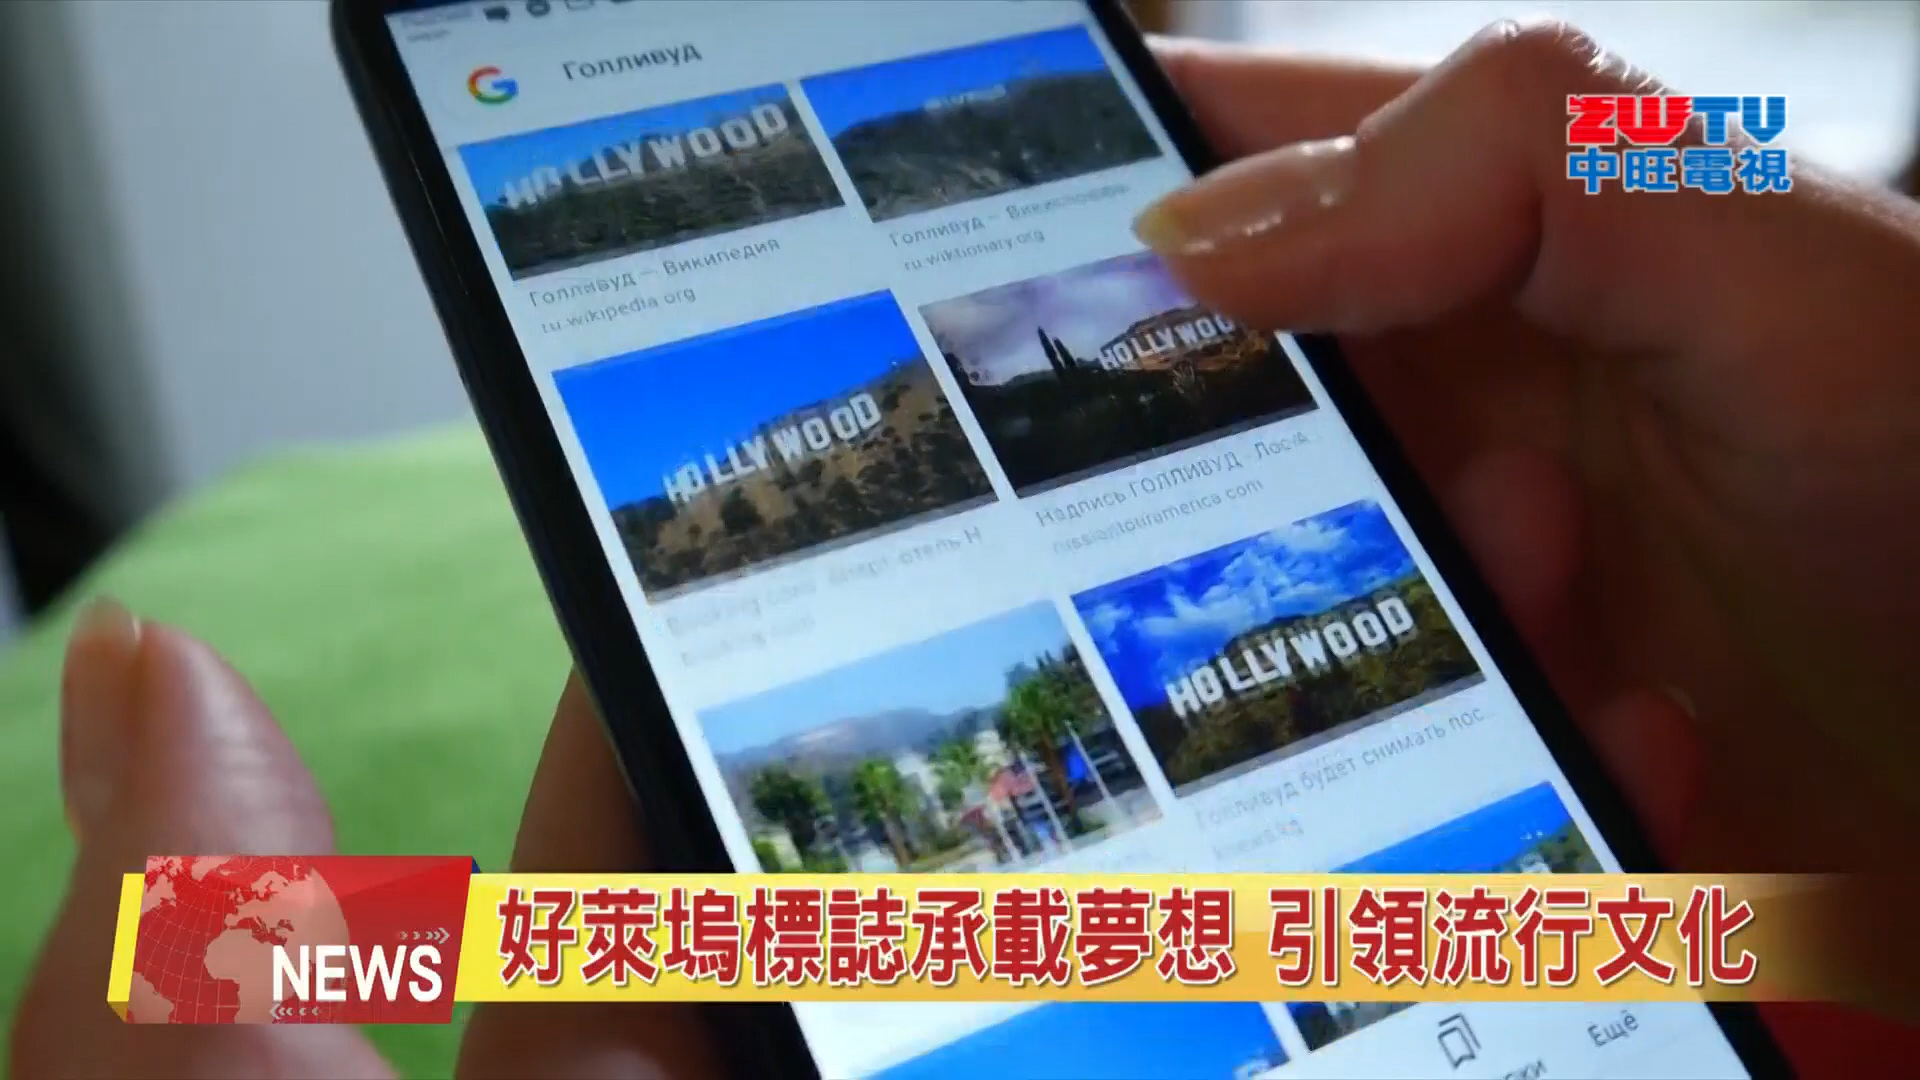 Голливуд
ZWTV
中旺電視
HOLLYWOOD
Голливуд — Википедия
ru.wikipedia.org
Голливуд —
ru.wiktionary.org
HOLLYWOOD
HOLLYWOO
Надпись ГОЛЛИВУД - Лос-А...
отель H
HOLLYWOOD
Голливуд будет снимать пос...
NEWS
好萊塢標誌承載夢想 引領流行文化
Ещё